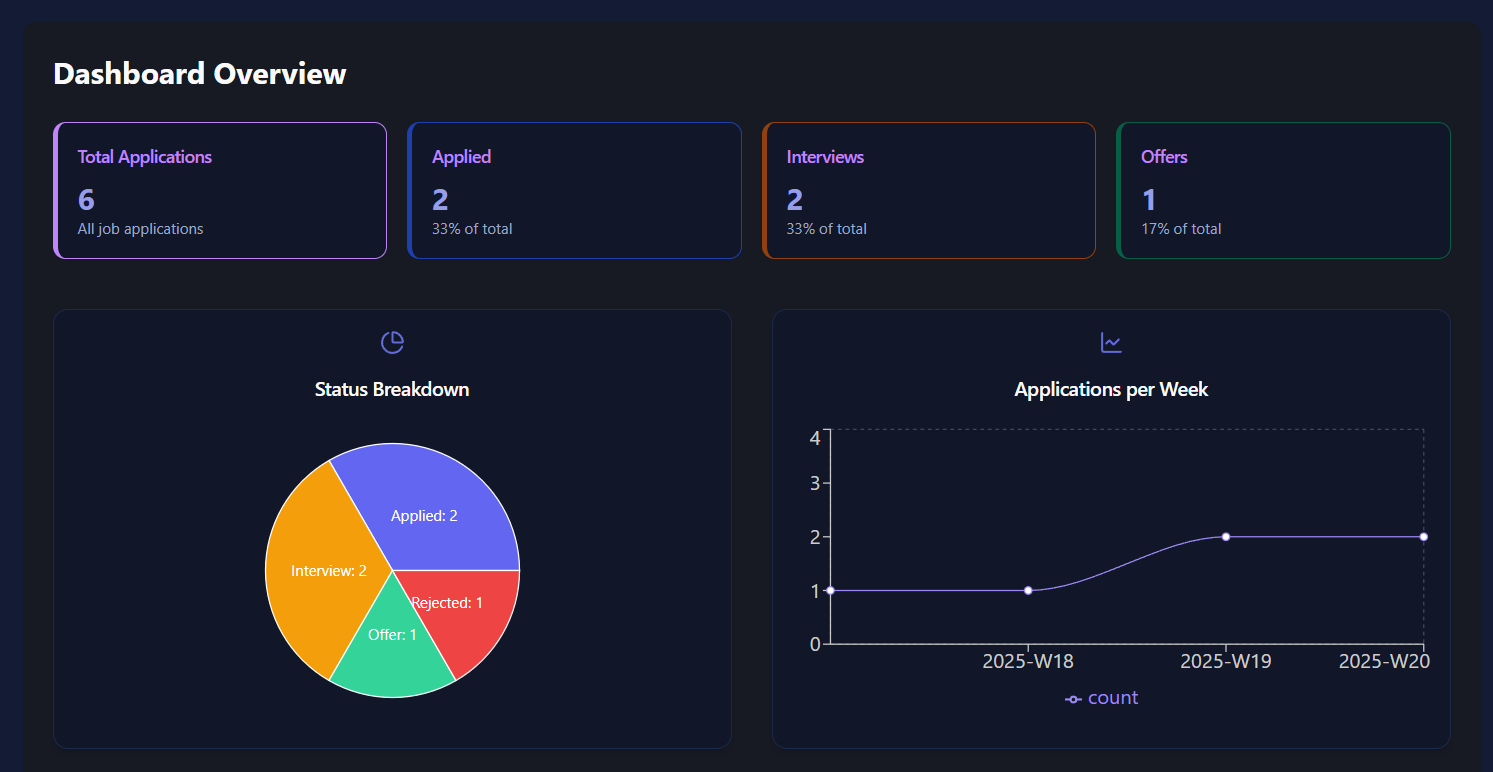 Dashboard Overview
Total Applications
6
All job applications
Applied
2
33% of total
Interviews
2
33% of total
Offers
1
17% of total
Status Breakdown
Applied: 2
Interview: 2
Rejected: 1
Offer: 1
Applications per Week
4
3
2
1
0
2025-W18 2025-W19 2025-W20
count